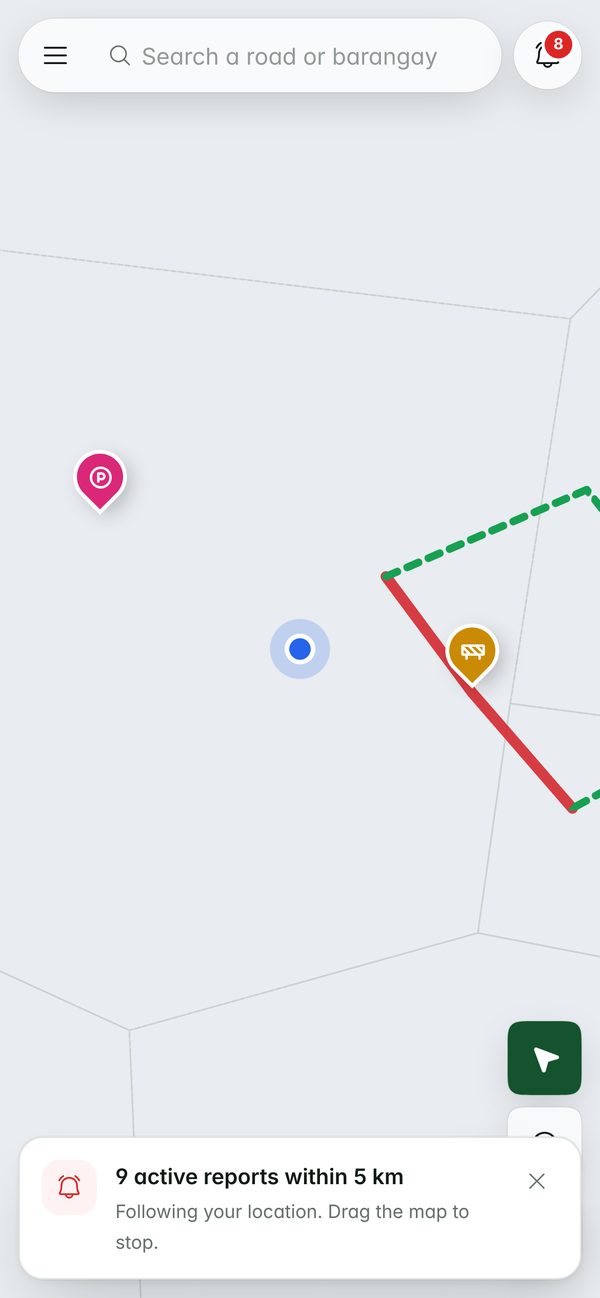 Search a road or barangay
8
P
9 active reports within 5 km
Following your location. Drag the map to
stop.